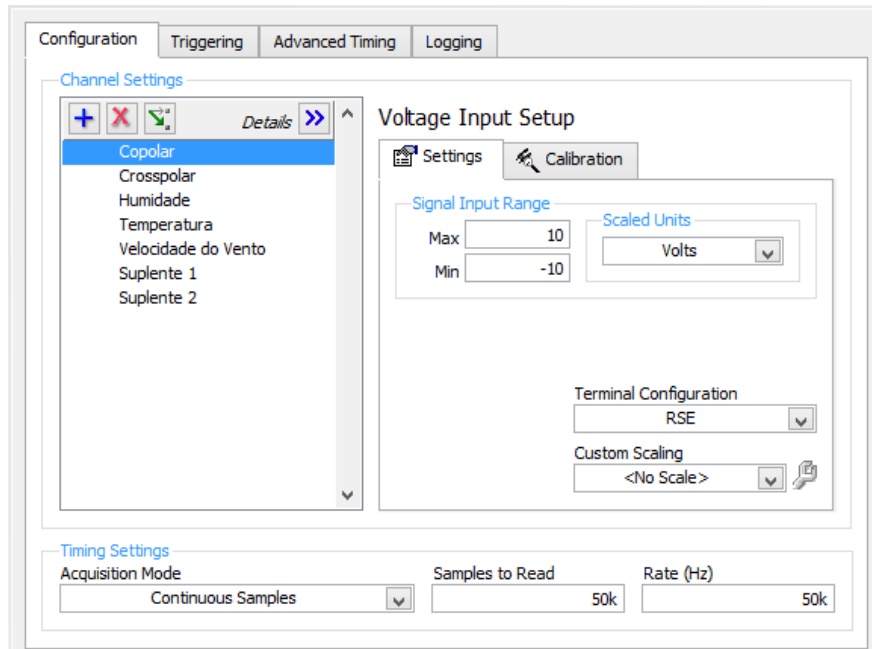 Configuration Triggering Advanced Timing Logging
Channel Settings
Details
Copolar
Crosspolar
Humidade
Temperatura
Velocidade do Vento
Suplente 1
Suplente 2
Voltage Input Setup
Settings Calibration
Signal Input Range
Max 10
Min -10
Scaled Units
Volts
Terminal Configuration
RSE
Custom Scaling
<No Scale>
Timing Settings
Acquisition Mode Samples to Read Rate (Hz)
Continuous Samples 50k 50k